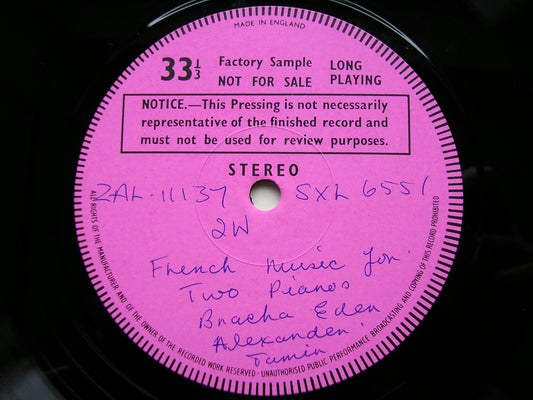 MADE IN ENGLAND
33 1/3
Factory Sample
NOT FOR SALE
LONG
PLAYING
NOTICE.—This Pressing is not necessarily
representative of the finished record and
must not be used for review purposes.
STEREO
ZAL-11137 SXL 6551
2W
French Music for
Two Pianos
Bracha Eden
Alexander
Tamir
ALL RIGHTS OF THE MANUFACTURER AND OF THE OWNER OF THE RECORDED WORK RESERVED · UNAUTHORISED PUBLIC PERFORMANCE BROADCASTING AND COPYING OF THIS RECORD PROHIBITED